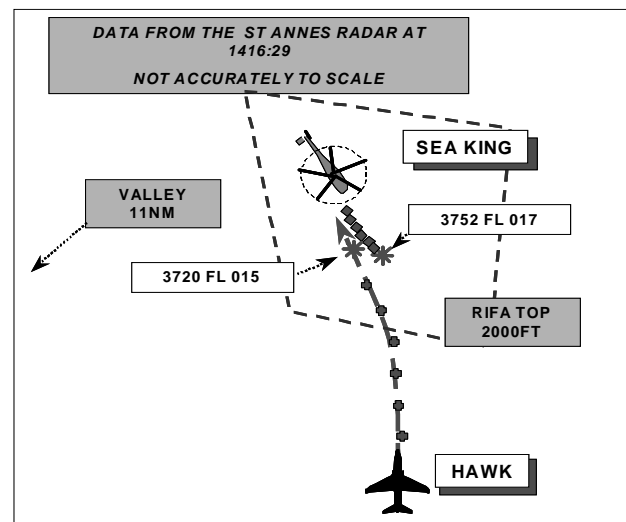 DATA FROM THE ST ANNES RADAR AT
1416:29
NOT ACCURATELY TO SCALE
SEA KING
VALLEY
11NM
3752 FL 017
3720 FL 015
RIFA TOP
2000FT
HAWK